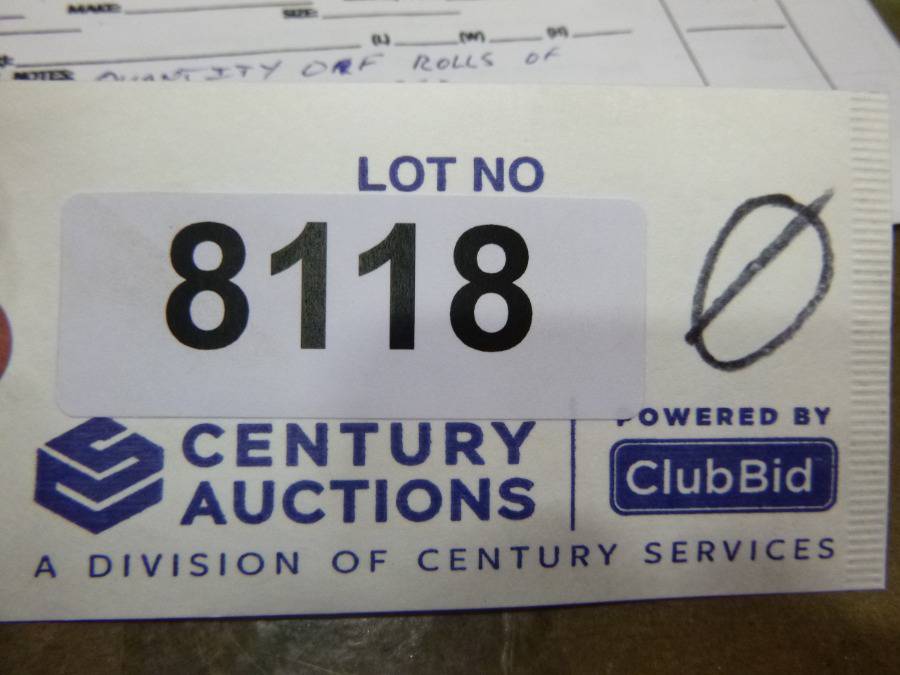 MAKE: SIZE:
(L) (W) (H)
NOTES: QUANTITY OF ROLLS OF
LOT NO
8118 Ø
CENTURY
AUCTIONS
POWERED BY
ClubBid
A DIVISION OF CENTURY SERVICES